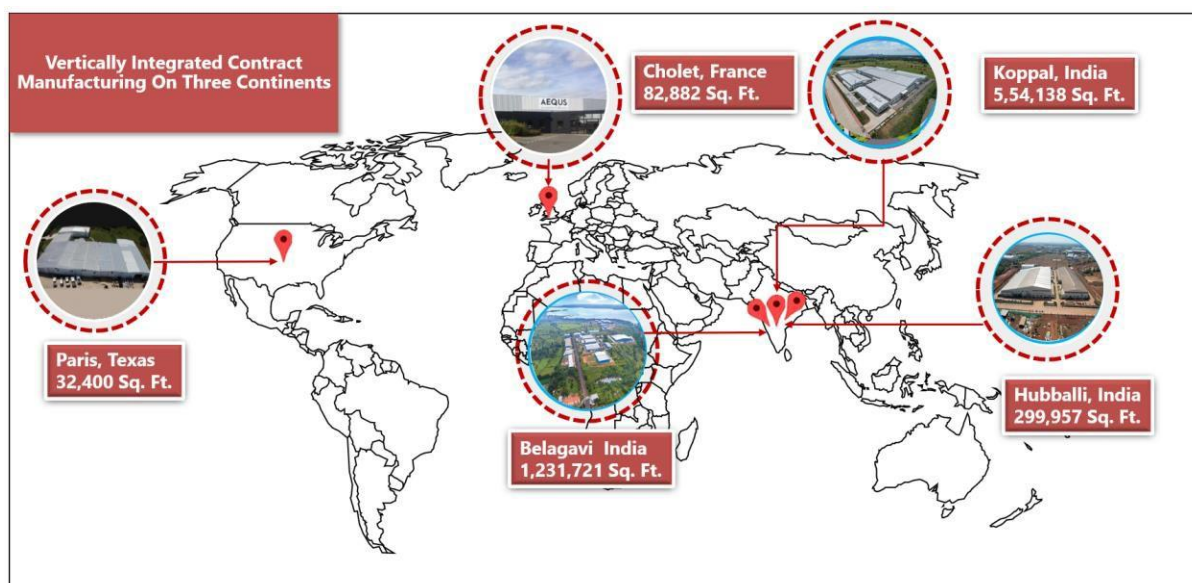 Vertically Integrated Contract
Manufacturing On Three Continents
AEQUS
Cholet, France
82,882 Sq. Ft.
Koppal, India
5,54,138 Sq. Ft.
Paris, Texas
32,400 Sq. Ft.
Belagavi  India
1,231,721 Sq. Ft.
Hubballi, India
299,957 Sq. Ft.